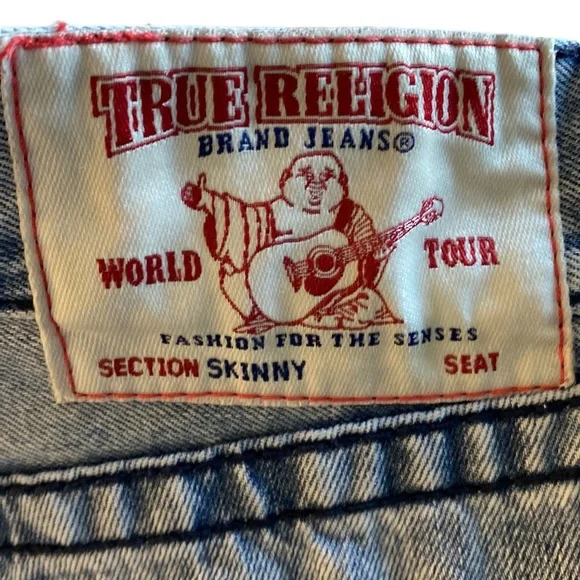 TRUE RELIGION
BRAND JEANS®
WORLD TOUR
FASHION FOR THE SENSES
SECTION SKINNY SEAT